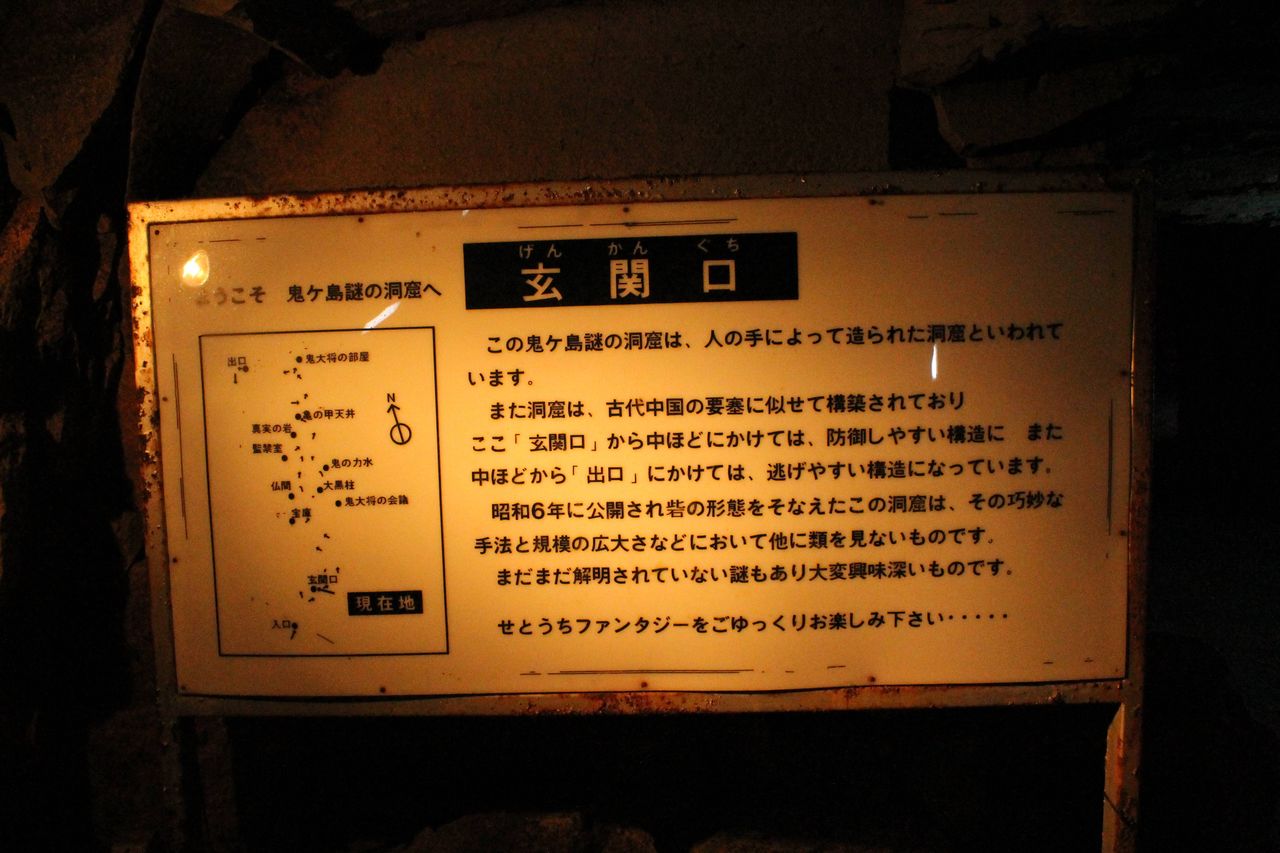 げん かん ぐち
玄関口
ようこそ 鬼ケ島謎の洞窟へ
出口
鬼大将の部屋
鬼の甲天井
真実の岩
監禁室
鬼の力水
仏間
大黒柱
鬼大将の会議
宝庫
玄関口
現在地
入口
N
この鬼ケ島謎の洞窟は、人の手によって造られた洞窟といわれて
います。
また洞窟は、古代中国の要塞に似せて構築されており
ここ「玄関口」から中ほどにかけては、防御しやすい構造に また
中ほどから「出口」にかけては、逃げやすい構造になっています。
昭和6年に公開され砦の形態をそなえたこの洞窟は、その巧妙な
手法と規模の広大さなどにおいて他に類を見ないものです。
まだまだ解明されていない謎もあり大変興味深いものです。
せとうちファンタジーをごゆっくりお楽しみ下さい・・・・・